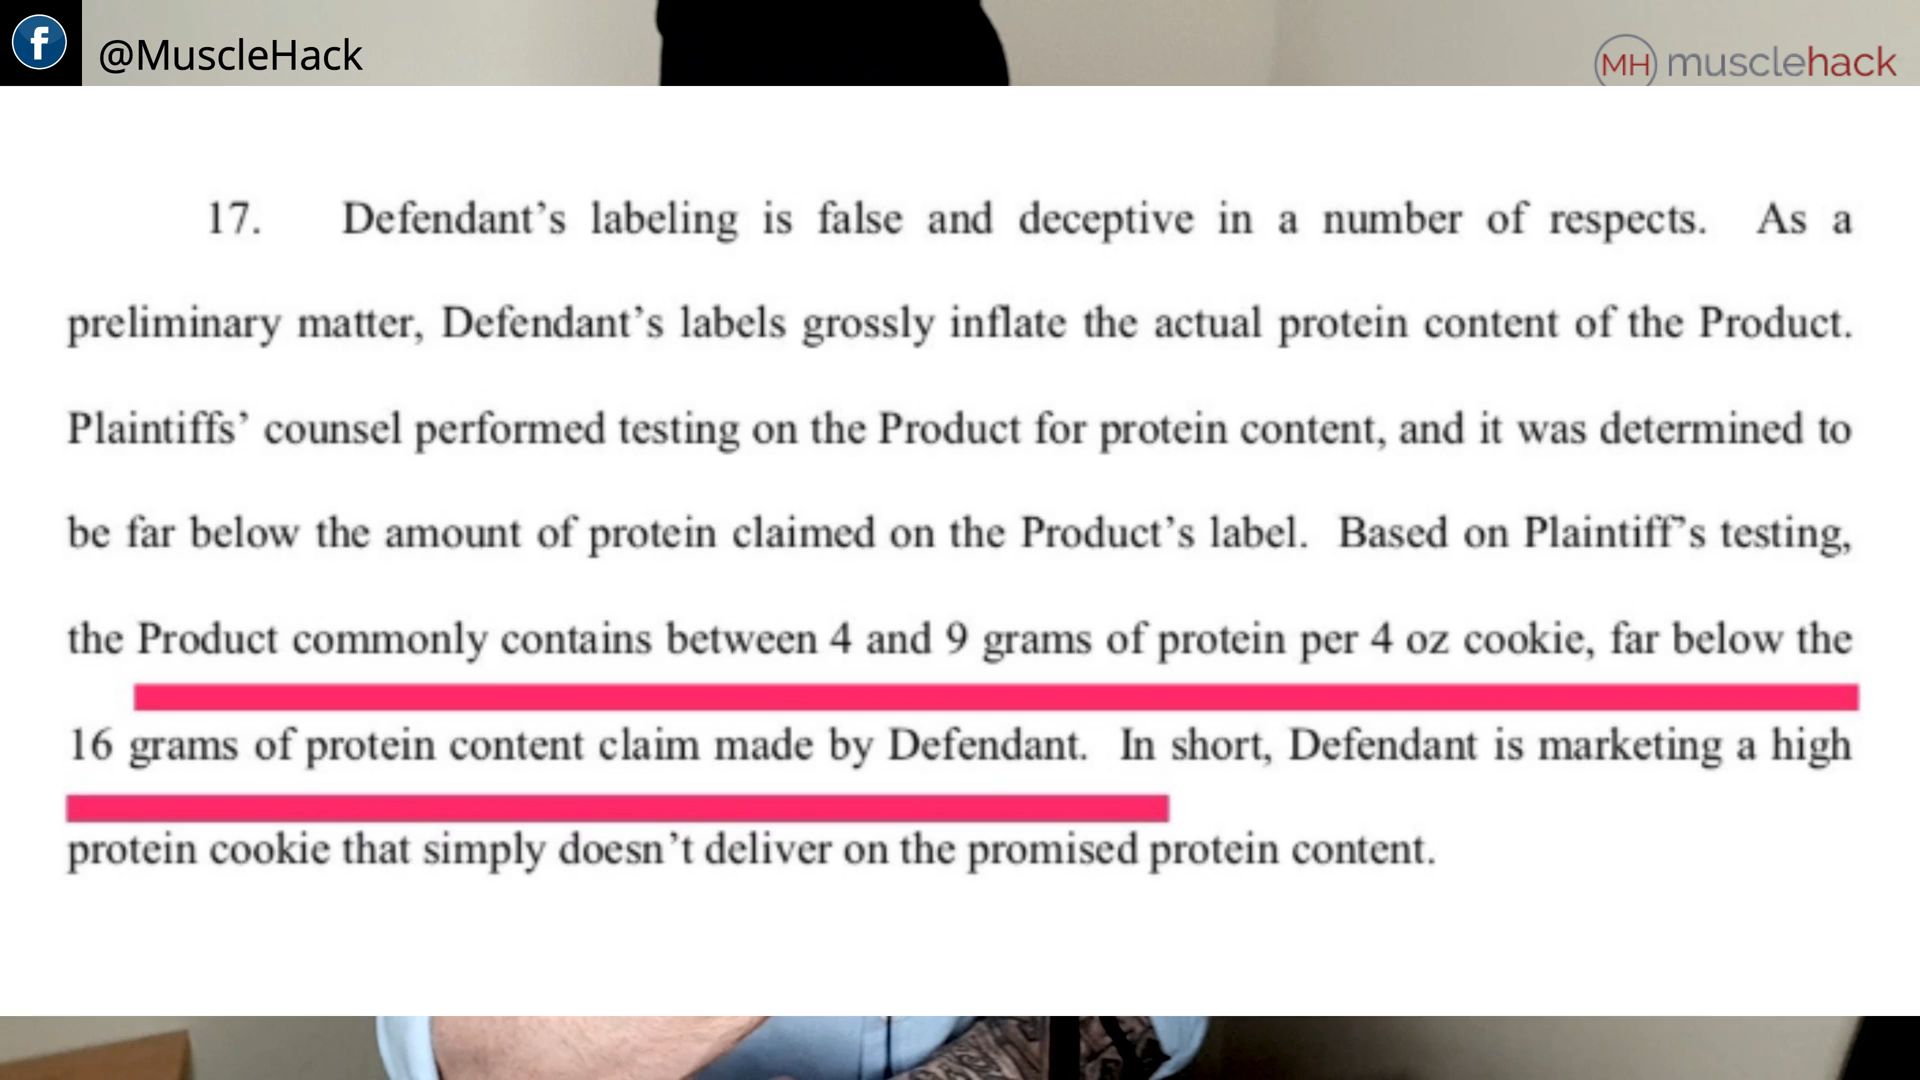 f @MuscleHack
MH musclehack
17. Defendant's labeling is false and deceptive in a number of respects. As a
preliminary matter, Defendant's labels grossly inflate the actual protein content of the Product.
Plaintiffs' counsel performed testing on the Product for protein content, and it was determined to
be far below the amount of protein claimed on the Product's label. Based on Plaintiff's testing,
the Product commonly contains between 4 and 9 grams of protein per 4 oz cookie, far below the
16 grams of protein content claim made by Defendant. In short, Defendant is marketing a high
protein cookie that simply doesn't deliver on the promised protein content.